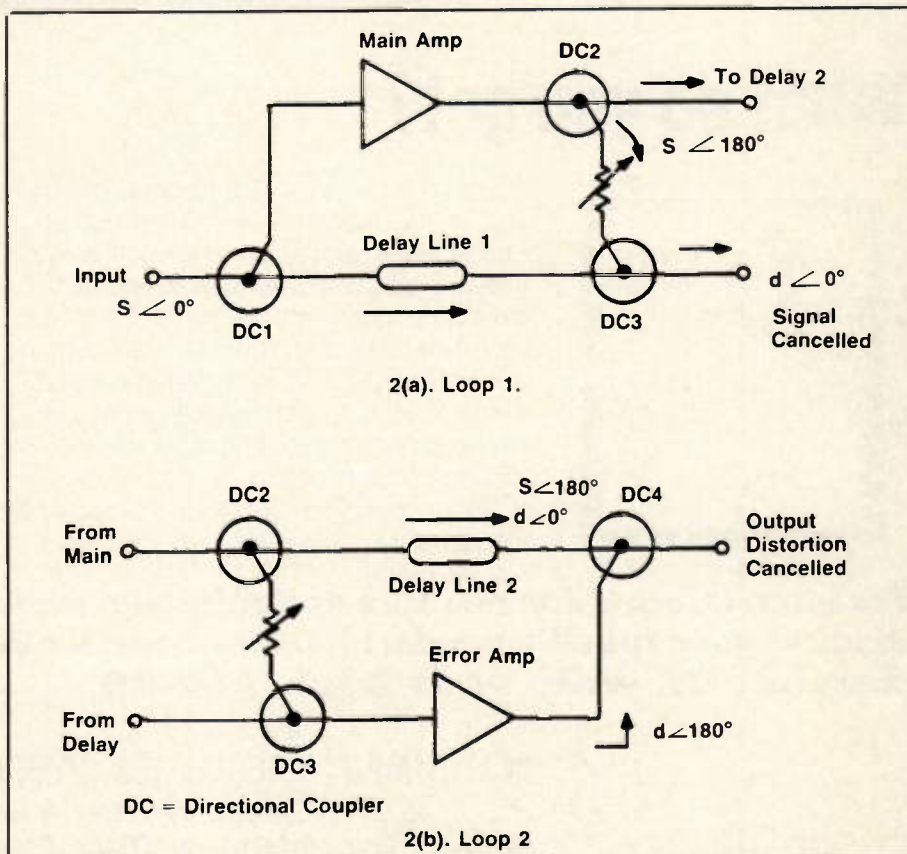 Main Amp
DC2
To Delay 2
S ∠ 180°
Delay Line 1
Input
S ∠ 0°
DC1
DC3
d ∠ 0°
Signal
Cancelled
2(a). Loop 1.
DC2
S∠180°
d∠0°
DC4
From
Main
Delay Line 2
Output
Distortion
Cancelled
Error Amp
From
Delay
DC3
d∠180°
DC = Directional Coupler
2(b). Loop 2